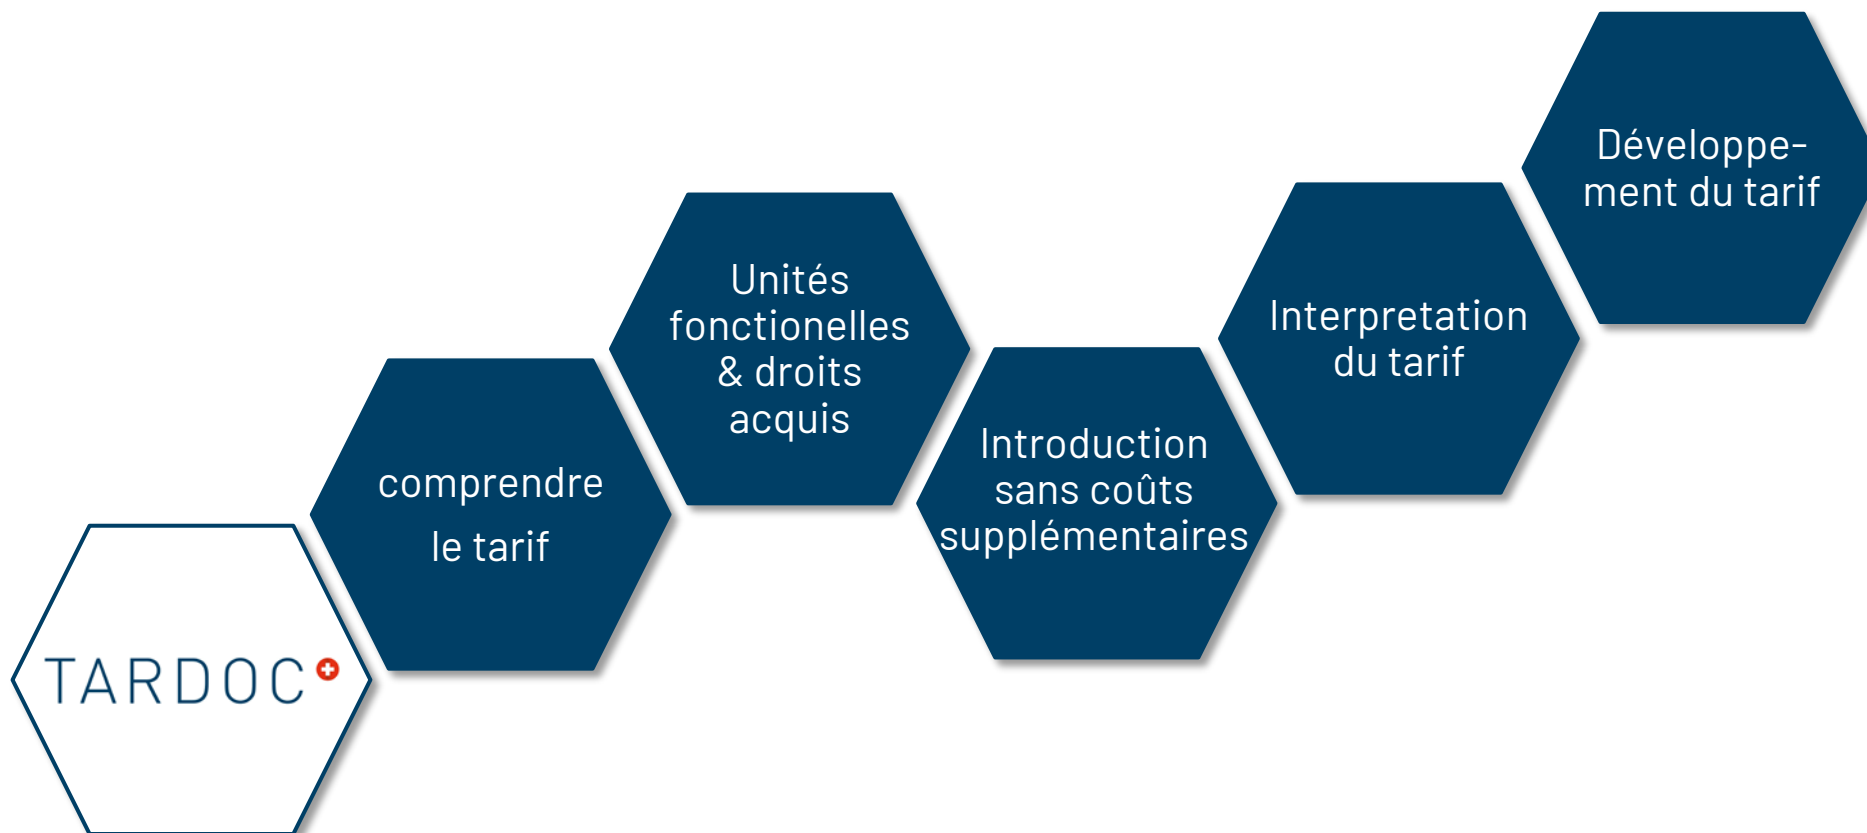 TARDOC
comprendre
le tarif
Unités
fonctionelles
& droits
acquis
Introduction
sans coûts
supplémentaires
Interpretation
du tarif
Développe-
ment du tarif